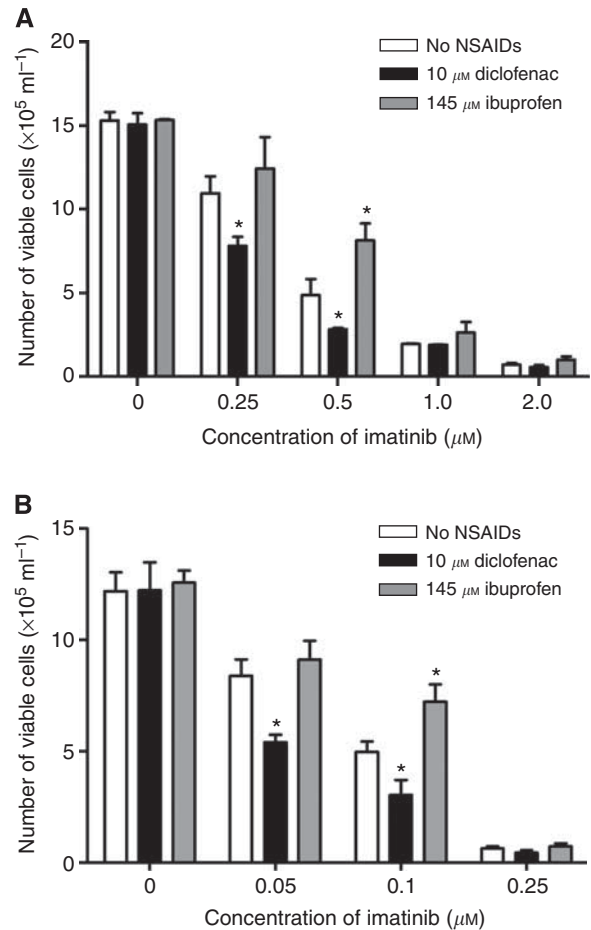 A
20
15
10
5
0
Number of viable cells (×10⁵ ml⁻¹)
No NSAIDs
10 μM diclofenac
145 μM ibuprofen
*
*
*
0 0.25 0.5 1.0 2.0
Concentration of imatinib (μM)
B
15
10
5
0
Number of viable cells (×10⁵ ml⁻¹)
No NSAIDs
10 μM diclofenac
145 μM ibuprofen
*
*
*
0 0.05 0.1 0.25
Concentration of imatinib (μM)